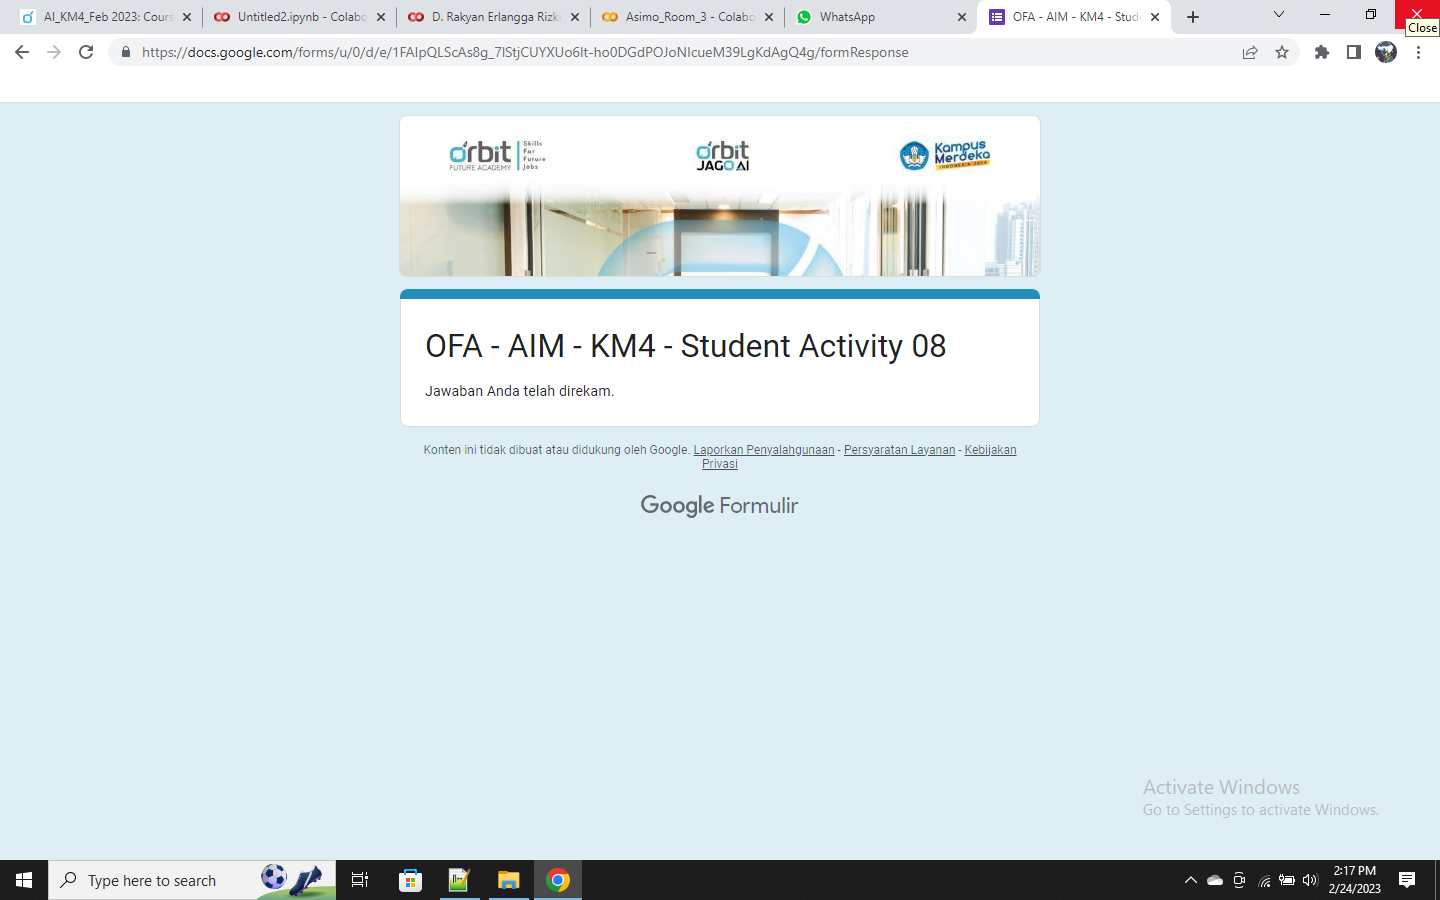 AI_KM4_Feb 2023: Cours
Untitled2.ipynb - Colabo
D. Rakyan Erlangga Rizki
Asimo_Room_3 - Colabo
WhatsApp
OFA - AIM - KM4 - Stud
Close
https://docs.google.com/forms/u/0/d/e/1FAIpQLScAs8g_7IStjCUYXUo6It-ho0DGdPOJoNIcueM39LgKdAgQ4g/formResponse
orbit
FUTURE ACADEMY
Skills
For
Future
Jobs
orbit
JAGO AI
Kampus
Merdeka
INDONESIA JAYA
OFA - AIM - KM4 - Student Activity 08
Jawaban Anda telah direkam.
Konten ini tidak dibuat atau didukung oleh Google. Laporkan Penyalahgunaan - Persyaratan Layanan - Kebijakan
Privasi
Google Formulir
Activate Windows
Go to Settings to activate Windows.
Type here to search
2:17 PM
2/24/2023